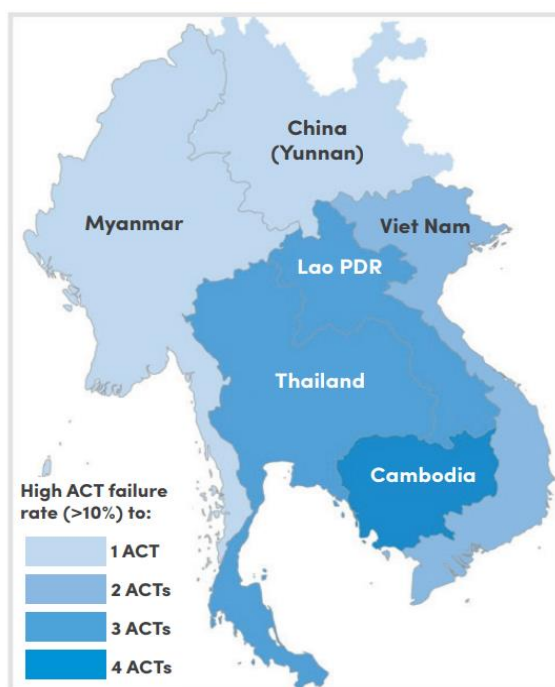 China
(Yunnan)
Myanmar
Viet Nam
Lao PDR
Thailand
Cambodia
High ACT failure
rate (>10%) to:
1 ACT
2 ACTs
3 ACTs
4 ACTs